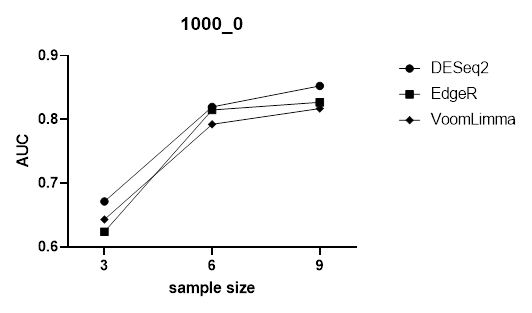 1000_0
0.9
0.8
0.7
0.6
AUC
3 6 9
sample size
DESeq2
EdgeR
VoomLimma